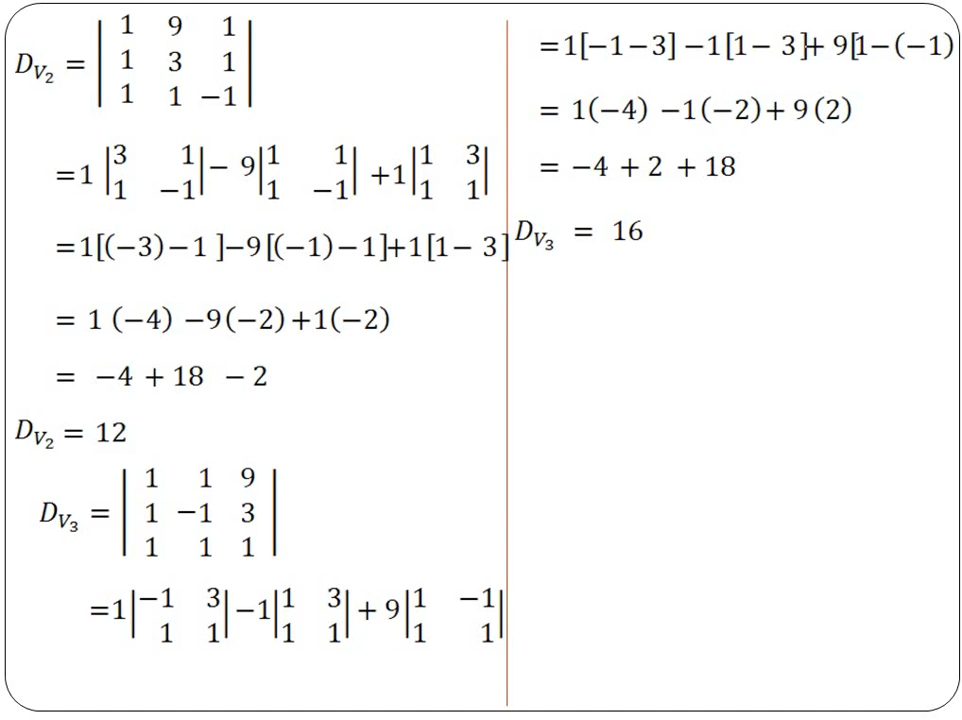 D_{V_2} = | 1 9 1 |
| 1 3 1 |
| 1 1 −1 |
=1 |3 1; 1 −1| − 9 |1 1; 1 −1| +1 |1 3; 1 1|
=1[(−3)−1 ]−9[(−1)−1]+1[1− 3]
= 1 (−4) −9(−2)+1(−2)
= −4 +18 − 2
D_{V_2} = 12
D_{V_3} = | 1 1 9 |
| 1 −1 3 |
| 1 1 1 |
=1 |−1 3; 1 1| −1 |1 3; 1 1| + 9 |1 −1; 1 1|
=1[−1−3] −1[1− 3]+ 9[1−(−1)
= 1(−4) −1(−2)+ 9 (2)
= −4 + 2 + 18
D_{V_3} = 16